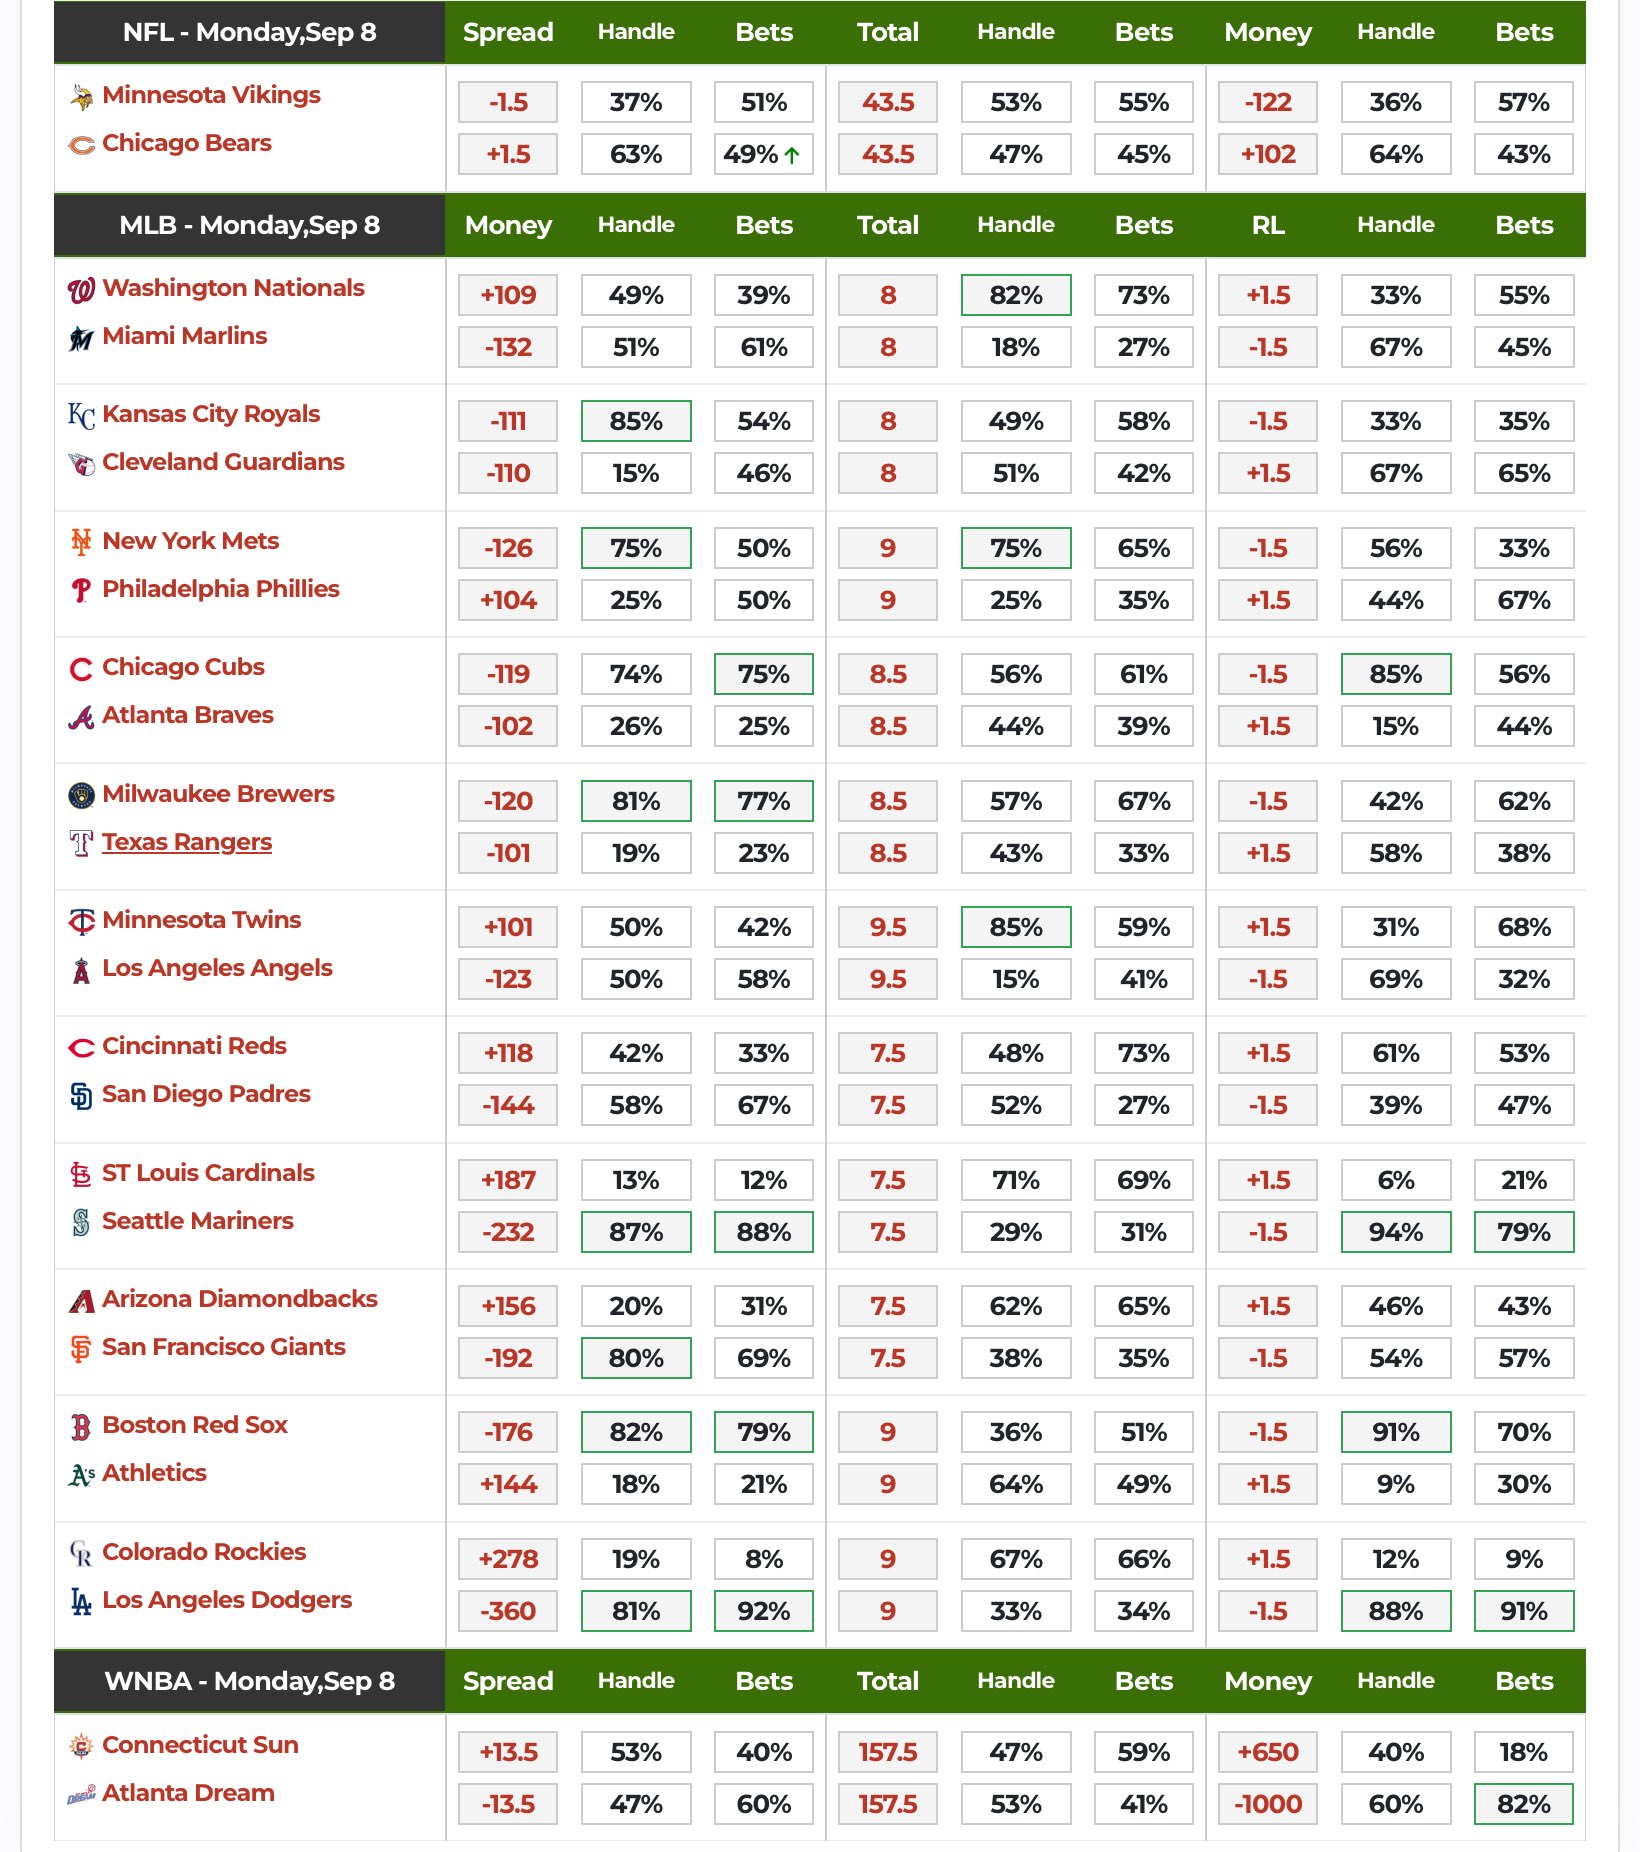 NFL - Monday,Sep 8 Spread Handle Bets Total Handle Bets Money Handle Bets
Minnesota Vikings -1.5 37% 51% 43.5 53% 55% -122 36% 57%
Chicago Bears +1.5 63% 49%↑ 43.5 47% 45% +102 64% 43%
MLB - Monday,Sep 8 Money Handle Bets Total Handle Bets RL Handle Bets
Washington Nationals +109 49% 39% 8 82% 73% +1.5 33% 55%
Miami Marlins -132 51% 61% 8 18% 27% -1.5 67% 45%
Kansas City Royals -111 85% 54% 8 49% 58% -1.5 33% 35%
Cleveland Guardians -110 15% 46% 8 51% 42% +1.5 67% 65%
New York Mets -126 75% 50% 9 75% 65% -1.5 56% 33%
Philadelphia Phillies +104 25% 50% 9 25% 35% +1.5 44% 67%
Chicago Cubs -119 74% 75% 8.5 56% 61% -1.5 85% 56%
Atlanta Braves -102 26% 25% 8.5 44% 39% +1.5 15% 44%
Milwaukee Brewers -120 81% 77% 8.5 57% 67% -1.5 42% 62%
Texas Rangers -101 19% 23% 8.5 43% 33% +1.5 58% 38%
Minnesota Twins +101 50% 42% 9.5 85% 59% +1.5 31% 68%
Los Angeles Angels -123 50% 58% 9.5 15% 41% -1.5 69% 32%
Cincinnati Reds +118 42% 33% 7.5 48% 73% +1.5 61% 53%
San Diego Padres -144 58% 67% 7.5 52% 27% -1.5 39% 47%
ST Louis Cardinals +187 13% 12% 7.5 71% 69% +1.5 6% 21%
Seattle Mariners -232 87% 88% 7.5 29% 31% -1.5 94% 79%
Arizona Diamondbacks +156 20% 31% 7.5 62% 65% +1.5 46% 43%
San Francisco Giants -192 80% 69% 7.5 38% 35% -1.5 54% 57%
Boston Red Sox -176 82% 79% 9 36% 51% -1.5 91% 70%
Athletics +144 18% 21% 9 64% 49% +1.5 9% 30%
Colorado Rockies +278 19% 8% 9 67% 66% +1.5 12% 9%
Los Angeles Dodgers -360 81% 92% 9 33% 34% -1.5 88% 91%
WNBA - Monday,Sep 8 Spread Handle Bets Total Handle Bets Money Handle Bets
Connecticut Sun +13.5 53% 40% 157.5 47% 59% +650 40% 18%
Atlanta Dream -13.5 47% 60% 157.5 53% 41% -1000 60% 82%